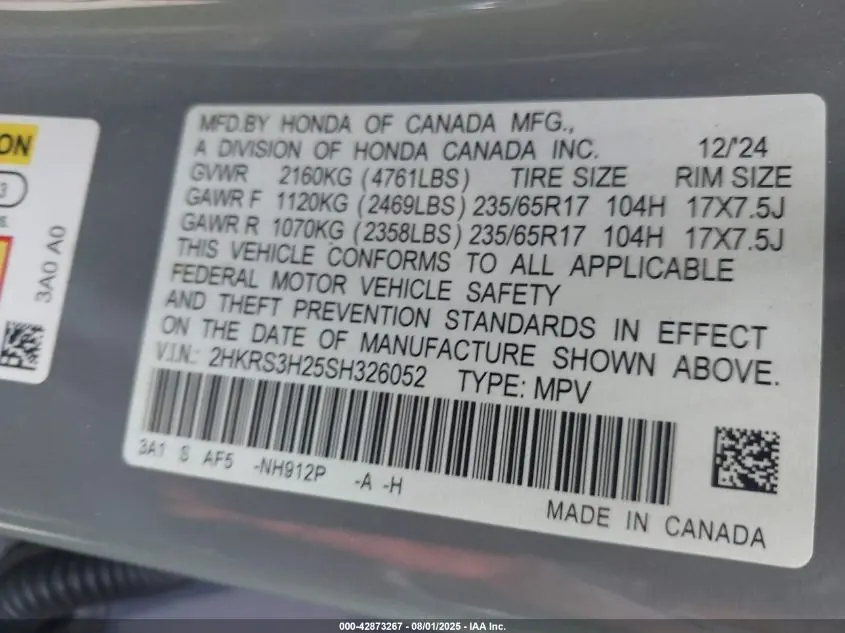 ON
3
3A0 A0
MFD.BY HONDA OF CANADA MFG.,
A DIVISION OF HONDA CANADA INC. 12/'24
GVWR 2160KG (4761LBS) TIRE SIZE RIM SIZE
GAWR F 1120KG (2469LBS) 235/65R17 104H 17X7.5J
GAWR R 1070KG (2358LBS) 235/65R17 104H 17X7.5J
THIS VEHICLE CONFORMS TO ALL APPLICABLE
FEDERAL MOTOR VEHICLE SAFETY
AND THEFT PREVENTION STANDARDS IN EFFECT
ON THE DATE OF MANUFACTURE SHOWN ABOVE.
V.I.N.: 2HKRS3H25SH326052 TYPE: MPV
3A1 S AF5 -NH912P -A -H
MADE IN CANADA
000-42873267 - 08/01/2025 - IAA Inc.